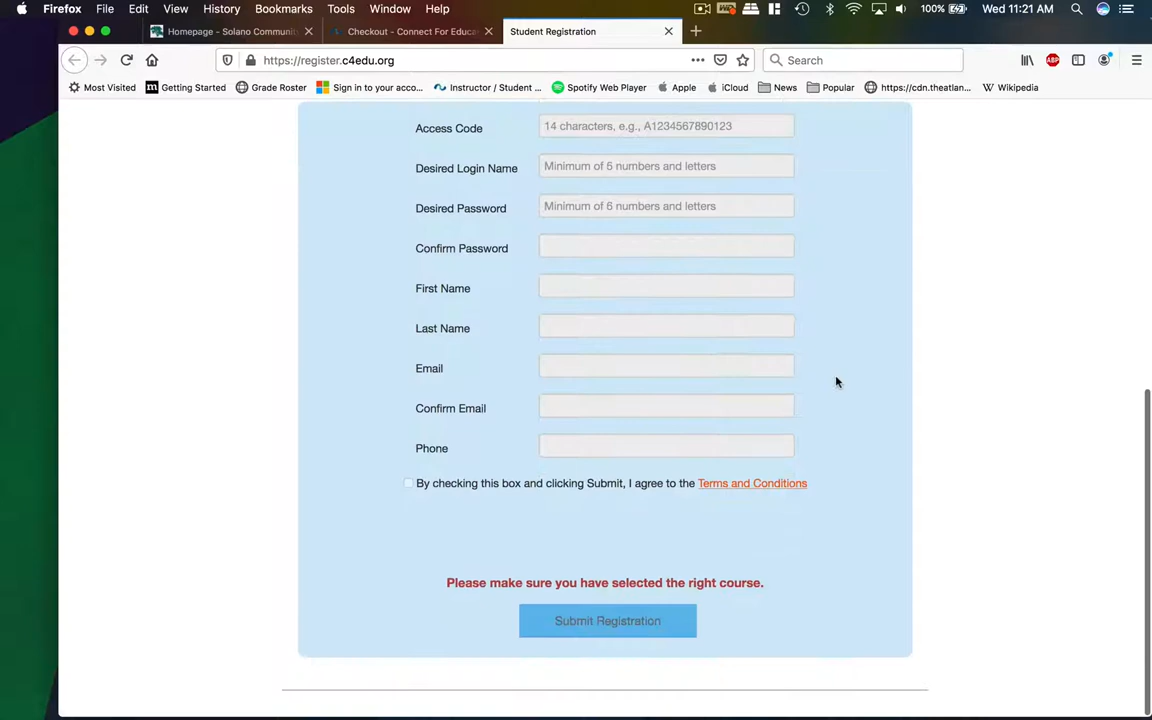 Firefox File Edit View History Bookmarks Tools Window Help 100% Wed 11:21 AM
Homepage - Solano Communit Checkout - Connect For Educa Student Registration
https://register.c4edu.org Search
Most Visited Getting Started Grade Roster Sign in to your acco... Instructor / Student ... Spotify Web Player Apple iCloud News Popular https://cdn.theatlan... Wikipedia
Access Code 14 characters, e.g., A1234567890123
Desired Login Name Minimum of 6 numbers and letters
Desired Password Minimum of 6 numbers and letters
Confirm Password
First Name
Last Name
Email
Confirm Email
Phone
By checking this box and clicking Submit, I agree to the Terms and Conditions
Please make sure you have selected the right course.
Submit Registration